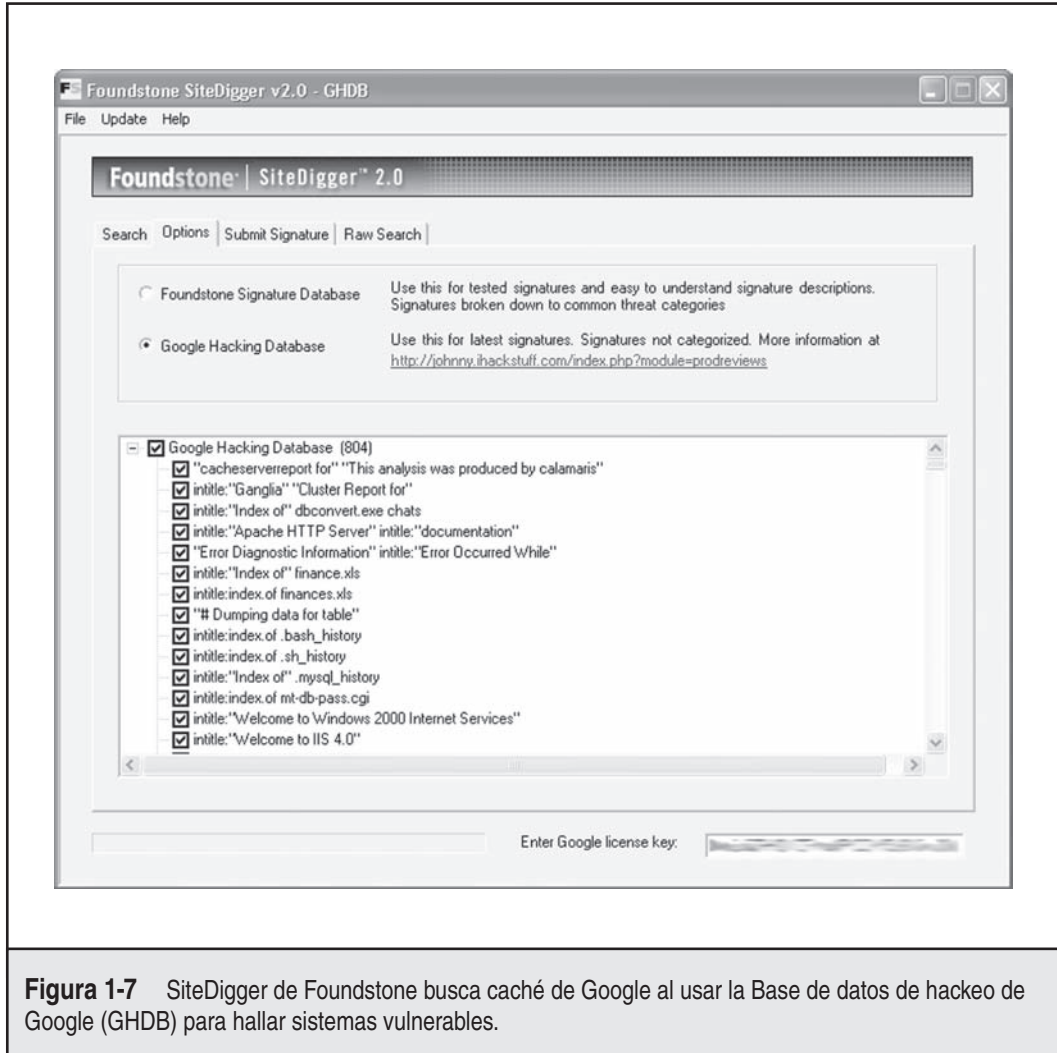 Foundstone SiteDigger v2.0 - GHDB
File Update Help
Foundstone | SiteDigger™ 2.0
Search Options Submit Signature Raw Search
Foundstone Signature Database
Use this for tested signatures and easy to understand signature descriptions.
Signatures broken down to common threat categories
Google Hacking Database
Use this for latest signatures. Signatures not categorized. More information at
http://johnny.ihackstuff.com/index.php?module=prodreviews
Google Hacking Database (804)
"cacheserverreport for" "This analysis was produced by calamaris"
intitle:"Ganglia" "Cluster Report for"
intitle:"Index of" dbconvert.exe chats
intitle:"Apache HTTP Server" intitle:"documentation"
"Error Diagnostic Information" intitle:"Error Occurred While"
intitle:"Index of" finance.xls
intitle:index.of finances.xls
"# Dumping data for table"
intitle:index.of .bash_history
intitle:index.of .sh_history
intitle:"Index of" .mysql_history
intitle:index.of mt-db-pass.cgi
intitle:"Welcome to Windows 2000 Internet Services"
intitle:"Welcome to IIS 4.0"
Enter Google license key:
Figura 1-7 SiteDigger de Foundstone busca caché de Google al usar la Base de datos de hackeo de
Google (GHDB) para hallar sistemas vulnerables.